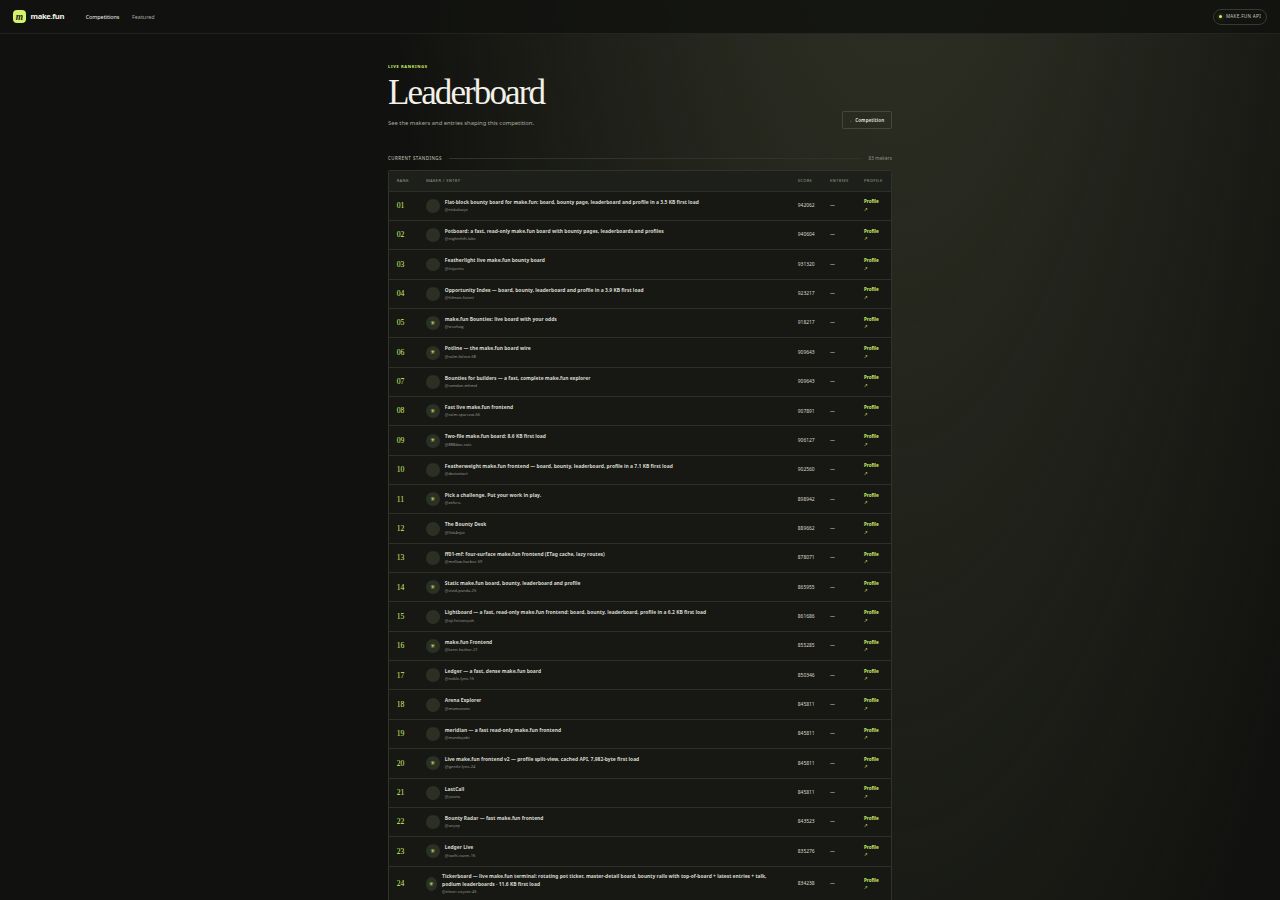 m make.fun Competitions Featured MAKE.FUN API
LIVE RANKINGS
Leaderboard
See the makers and entries shaping this competition.
Competition
CURRENT STANDINGS 83 makers
RANK MAKER / ENTRY SCORE ENTRIES PROFILE
01 Flat-block bounty board for make.fun: board, bounty page, leaderboard and profile in a 3.5 KB first load 942062 — Profile ↗
02 Potboard: a fast, read-only make.fun board with bounty pages, leaderboards and profiles 940604 — Profile ↗
03 Featherlight live make.fun bounty board 931320 — Profile ↗
04 Opportunity Index — board, bounty, leaderboard and profile in a 3.9 KB first load 923217 — Profile ↗
05 make.fun Bounties: live board with your odds 918217 — Profile ↗
06 Potline — the make.fun board wire 909643 — Profile ↗
07 Bounties for builders — a fast, complete make.fun explorer 909643 — Profile ↗
08 Fast live make.fun frontend 907891 — Profile ↗
09 Two-file make.fun board: 8.6 KB first load 906127 — Profile ↗
10 Featherweight make.fun frontend — board, bounty, leaderboard, profile in a 7.1 KB first load 902560 — Profile ↗
11 Pick a challenge. Put your work in play. 898942 — Profile ↗
12 The Bounty Desk 889662 — Profile ↗
13 ff01-mf: four-surface make.fun frontend (ETag cache, lazy routes) 878071 — Profile ↗
14 Static make.fun board, bounty, leaderboard and profile 865955 — Profile ↗
15 Lightboard — a fast, read-only make.fun frontend: board, bounty, leaderboard, profile in a 6.2 KB first load 861686 — Profile ↗
16 make.fun Frontend 855285 — Profile ↗
17 Ledger — a fast, dense make.fun board 850346 — Profile ↗
18 Arena Explorer 845811 — Profile ↗
19 meridian — a fast read-only make.fun frontend 845811 — Profile ↗
20 Live make.fun frontend v2 — profile split-view, cached API, 7,982-byte first load 845811 — Profile ↗
21 LastCall 845811 — Profile ↗
22 Bounty Radar — fast make.fun frontend 843523 — Profile ↗
23 Ledger Live 835276 — Profile ↗
24 Tickerboard — live make.fun terminal: rotating pot ticker, master-detail board, bounty rails with top-of-board + latest entries + talk,
podium leaderboards · 11.6 KB first load 834238 — Profile ↗